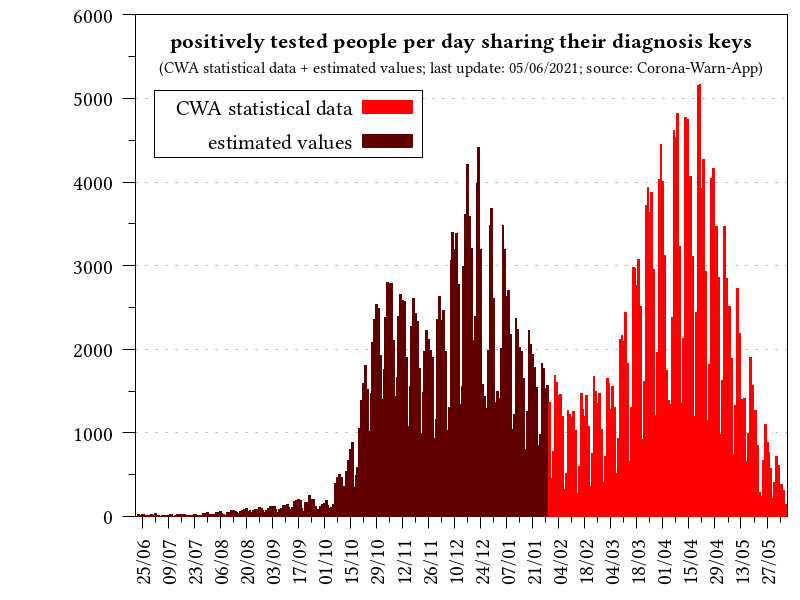 positively tested people per day sharing their diagnosis keys
(CWA statistical data + estimated values; last update: 05/06/2021; source: Corona-Warn-App)
CWA statistical data
estimated values
6000
5000
4000
3000
2000
1000
0
25/06 09/07 23/07 06/08 20/08 03/09 17/09 01/10 15/10 29/10 12/11 26/11 10/12 24/12 07/01 21/01 04/02 18/02 04/03 18/03 01/04 15/04 29/04 13/05 27/05